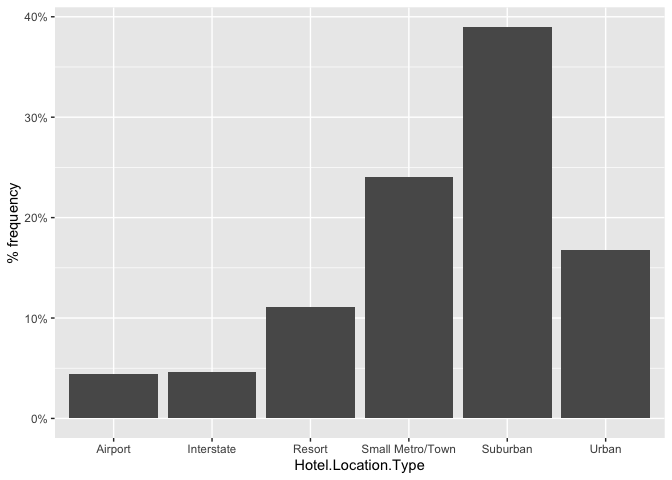 40%
30%
20%
10%
0%
% frequency
Airport Interstate Resort Small Metro/Town Suburban Urban
Hotel.Location.Type